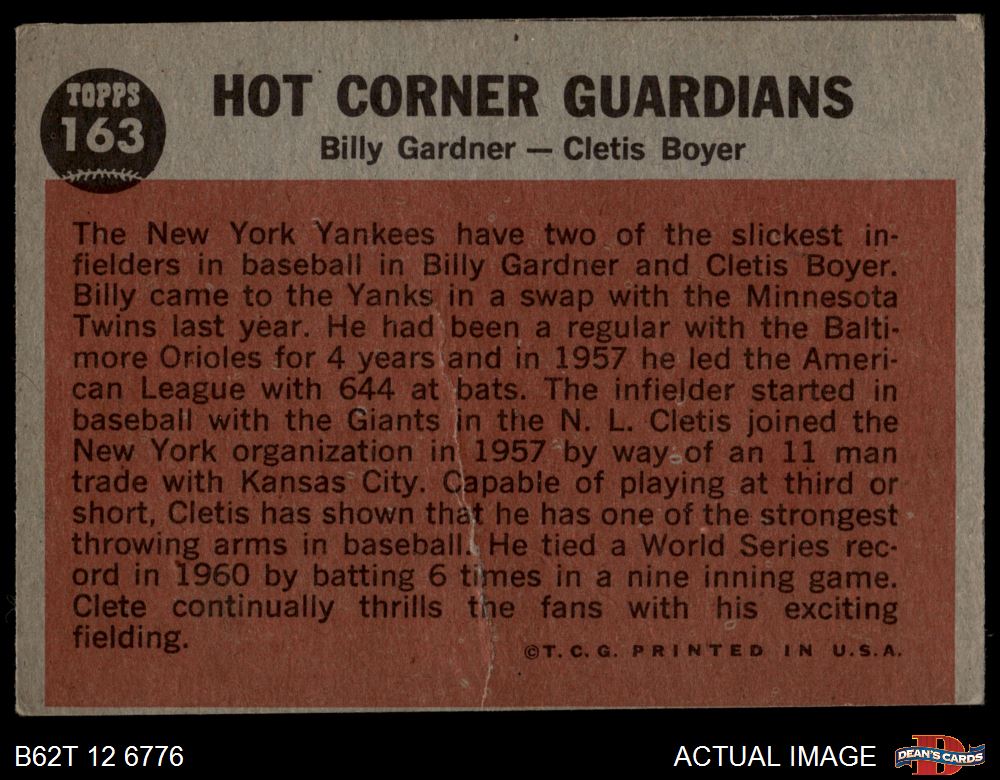 TOPPS
163
HOT CORNER GUARDIANS
Billy Gardner — Cletis Boyer
The New York Yankees have two of the slickest in-
fielders in baseball in Billy Gardner and Cletis Boyer.
Billy came to the Yanks in a swap with the Minnesota
Twins last year. He had been a regular with the Balti-
more Orioles for 4 years and in 1957 he led the Ameri-
can League with 644 at bats. The infielder started in
baseball with the Giants in the N. L. Cletis joined the
New York organization in 1957 by way of an 11 man
trade with Kansas City. Capable of playing at third or
short, Cletis has shown that he has one of the strongest
throwing arms in baseball. He tied a World Series rec-
ord in 1960 by batting 6 times in a nine inning game.
Clete continually thrills the fans with his exciting
fielding.
©T. C. G. PRINTED IN U.S.A.
B62T 12 6776
ACTUAL IMAGE
D
DEAN'S CARDS